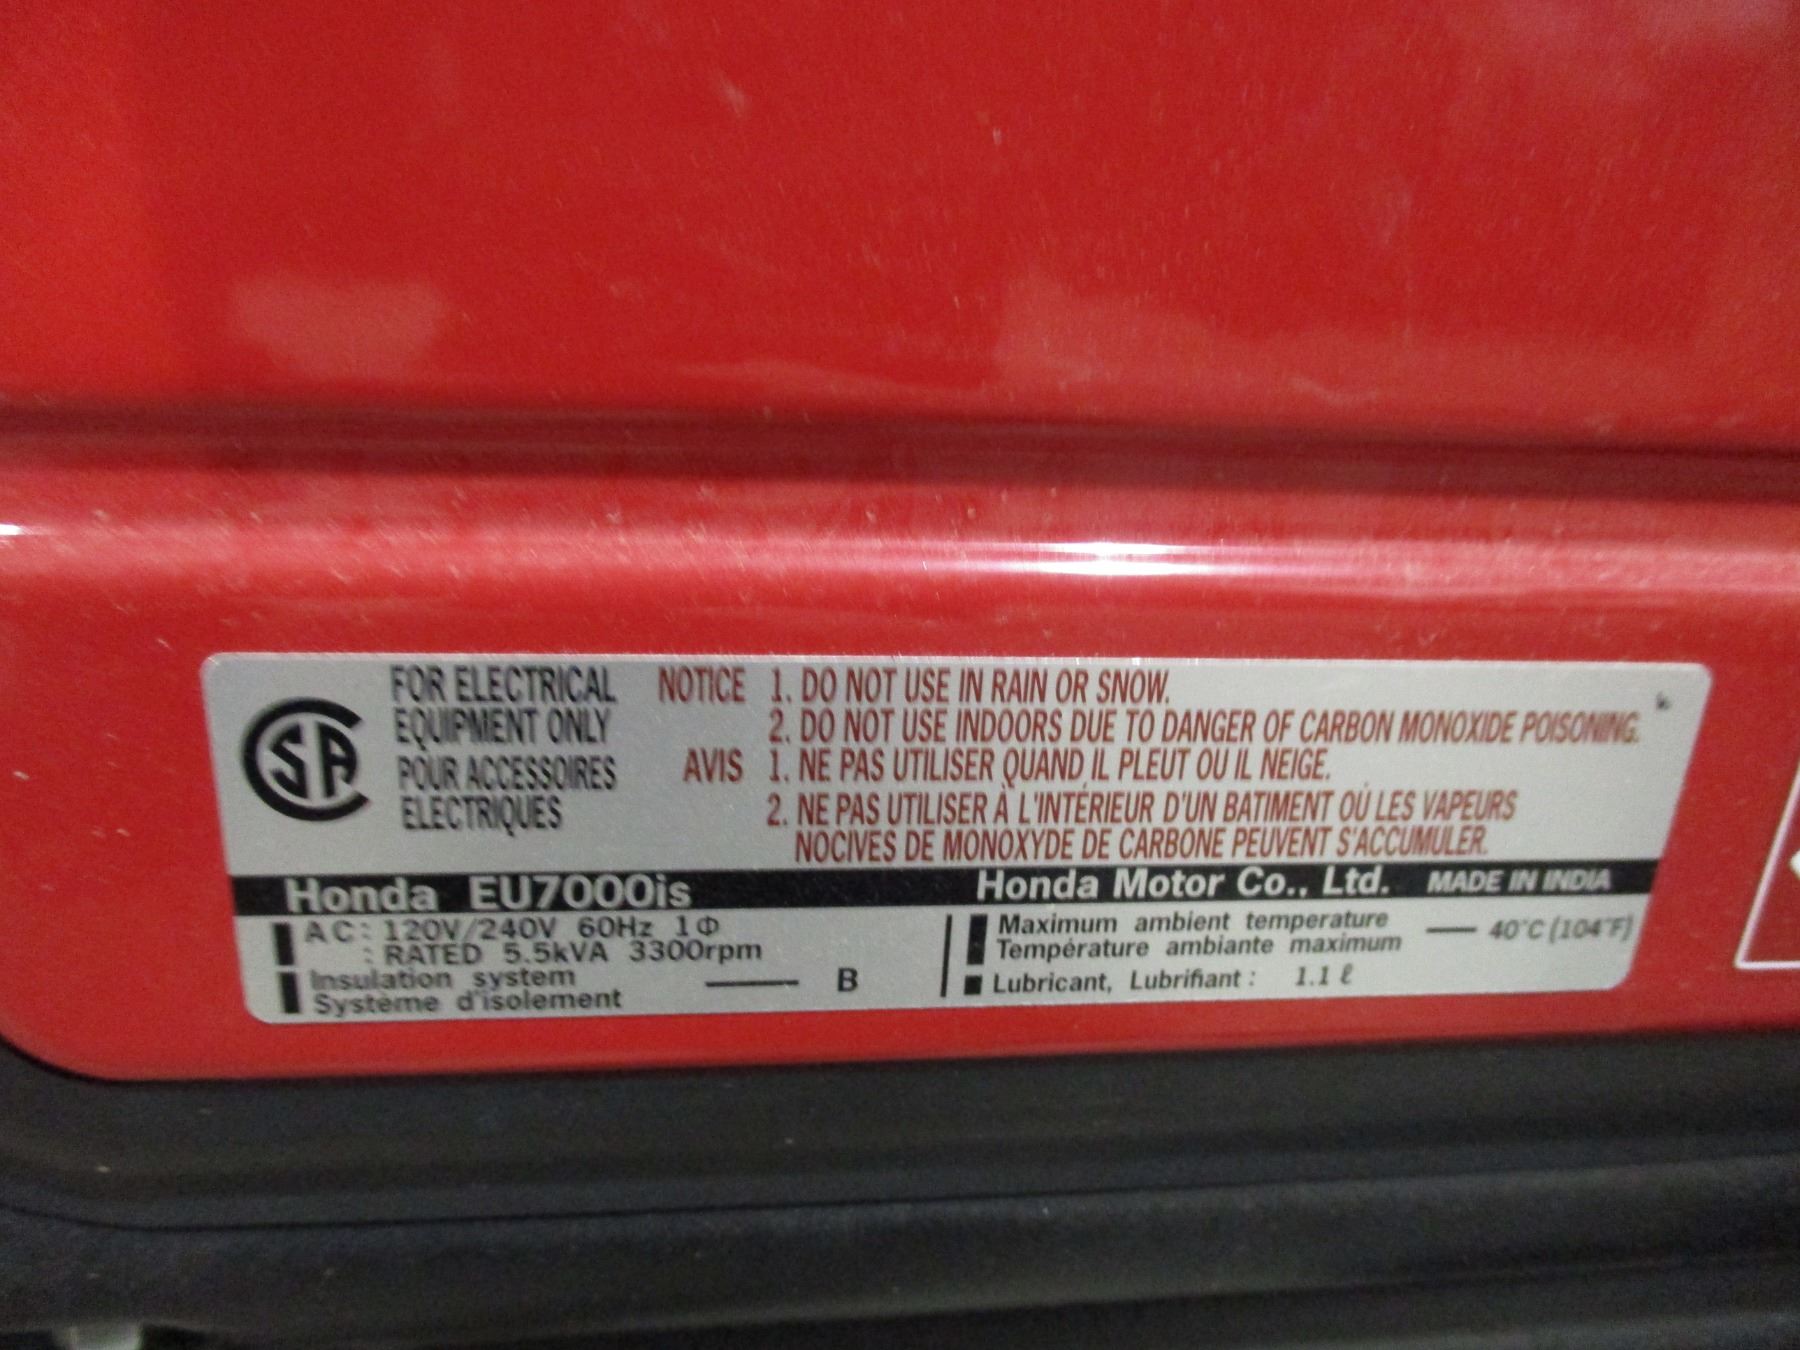 SA
FOR ELECTRICAL
EQUIPMENT ONLY
POUR ACCESSOIRES
ELECTRIQUES
NOTICE 1. DO NOT USE IN RAIN OR SNOW.
2. DO NOT USE INDOORS DUE TO DANGER OF CARBON MONOXIDE POISONING.
AVIS 1. NE PAS UTILISER QUAND IL PLEUT OU IL NEIGE.
2. NE PAS UTILISER À L'INTÉRIEUR D'UN BATIMENT OÙ LES VAPEURS
NOCIVES DE MONOXYDE DE CARBONE PEUVENT S'ACCUMULER.
Honda EU7000is
Honda Motor Co., Ltd. MADE IN INDIA
AC: 120V/240V 60Hz 1Φ
: RATED 5.5kVA 3300rpm
Insulation system
Système d'isolement — B
Maximum ambient temperature
Température ambiante maximum — 40°C (104°F)
Lubricant, Lubrifiant : 1.1 ℓ